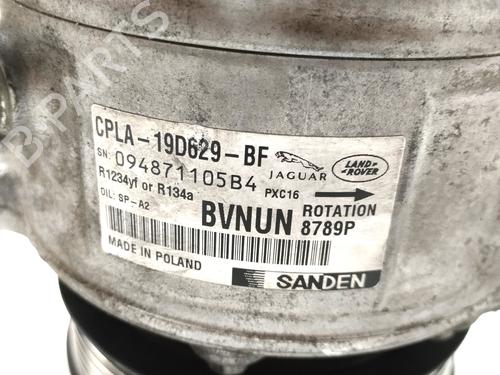 B-PARTS
CPLA-19D629-BF
SN: 094871105B4
JAGUAR
LAND ROVER
R1234yf or R134a
PXC16
OIL: SP-A2
BVNUN
ROTATION
8789P
MADE IN POLAND
SANDEN